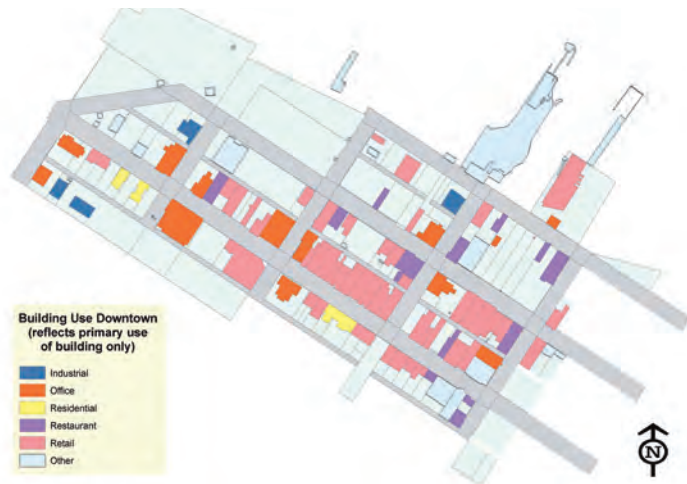 Building Use Downtown
(reflects primary use
of building only)
Industrial
Office
Residential
Restaurant
Retail
Other
N